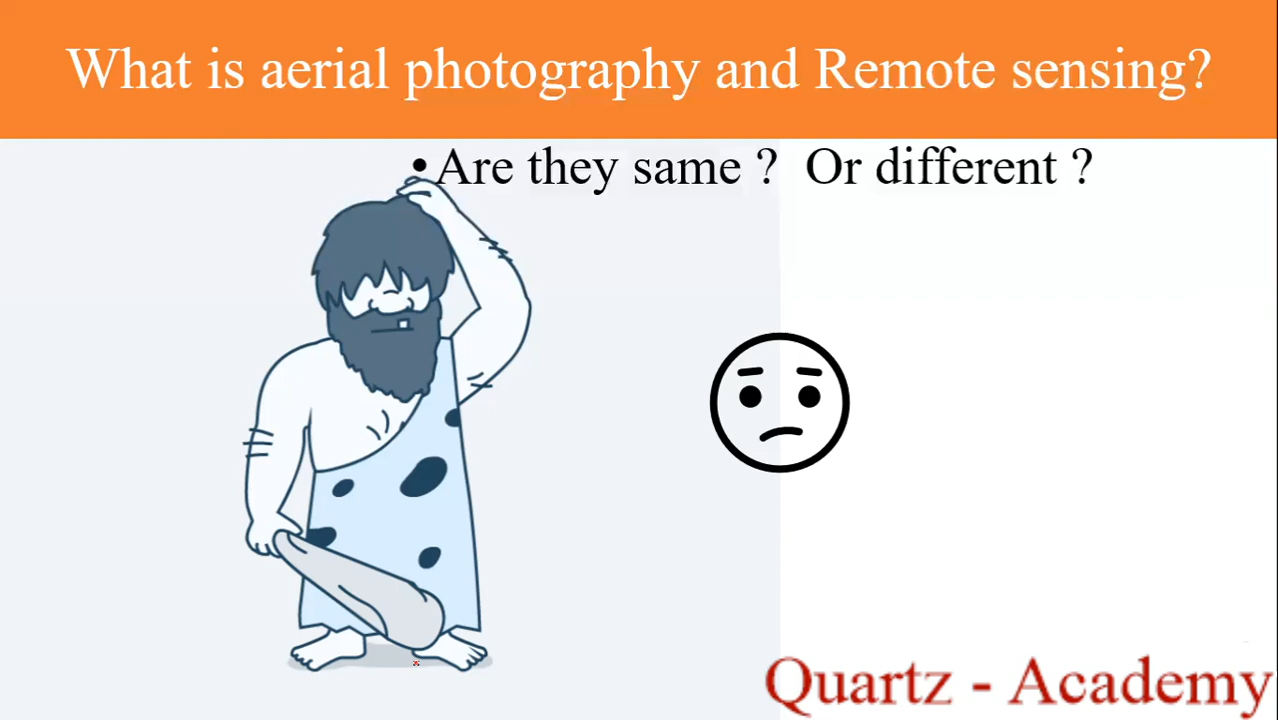 What is aerial photography and Remote sensing?
• Are they same ? Or different ?
Quartz - Academy